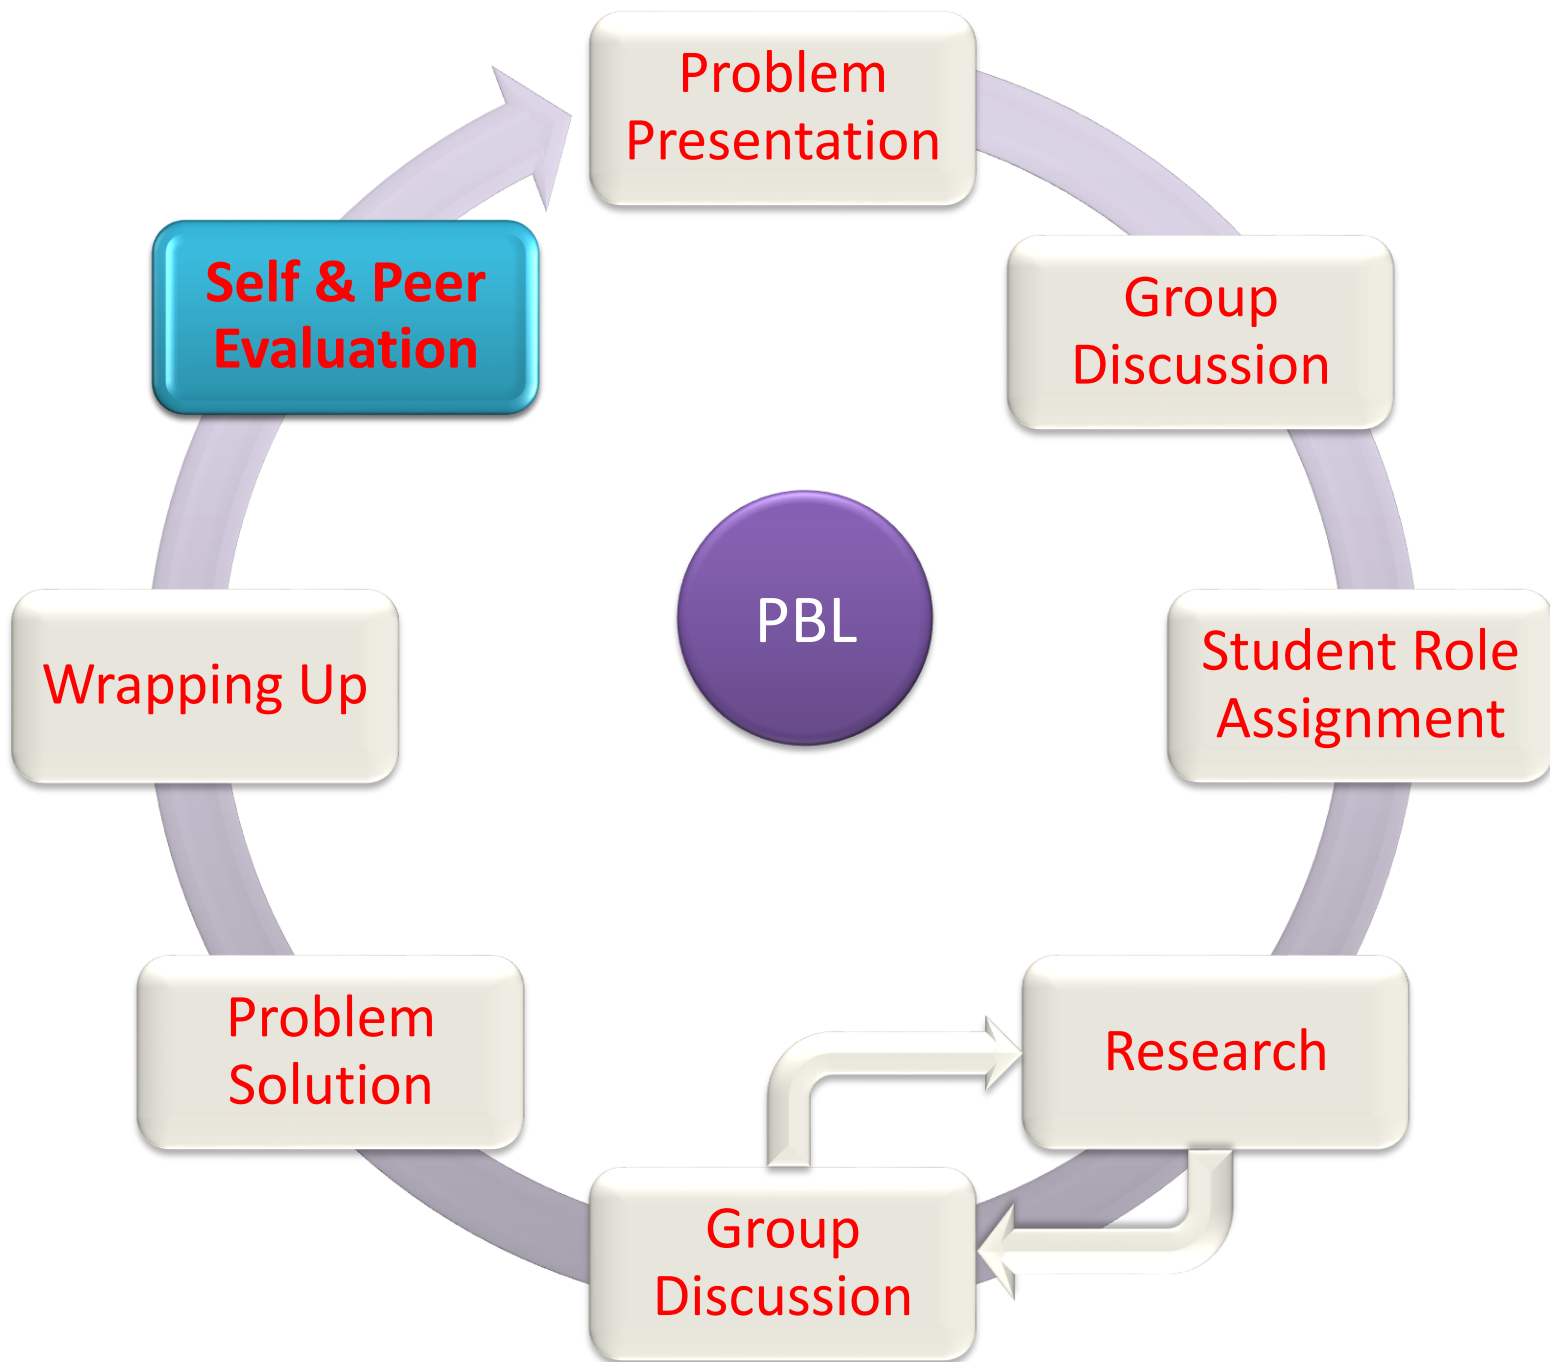 Problem
Presentation
Group
Discussion
Student Role
Assignment
Research
Group
Discussion
Problem
Solution
Wrapping Up
Self & Peer
Evaluation
PBL